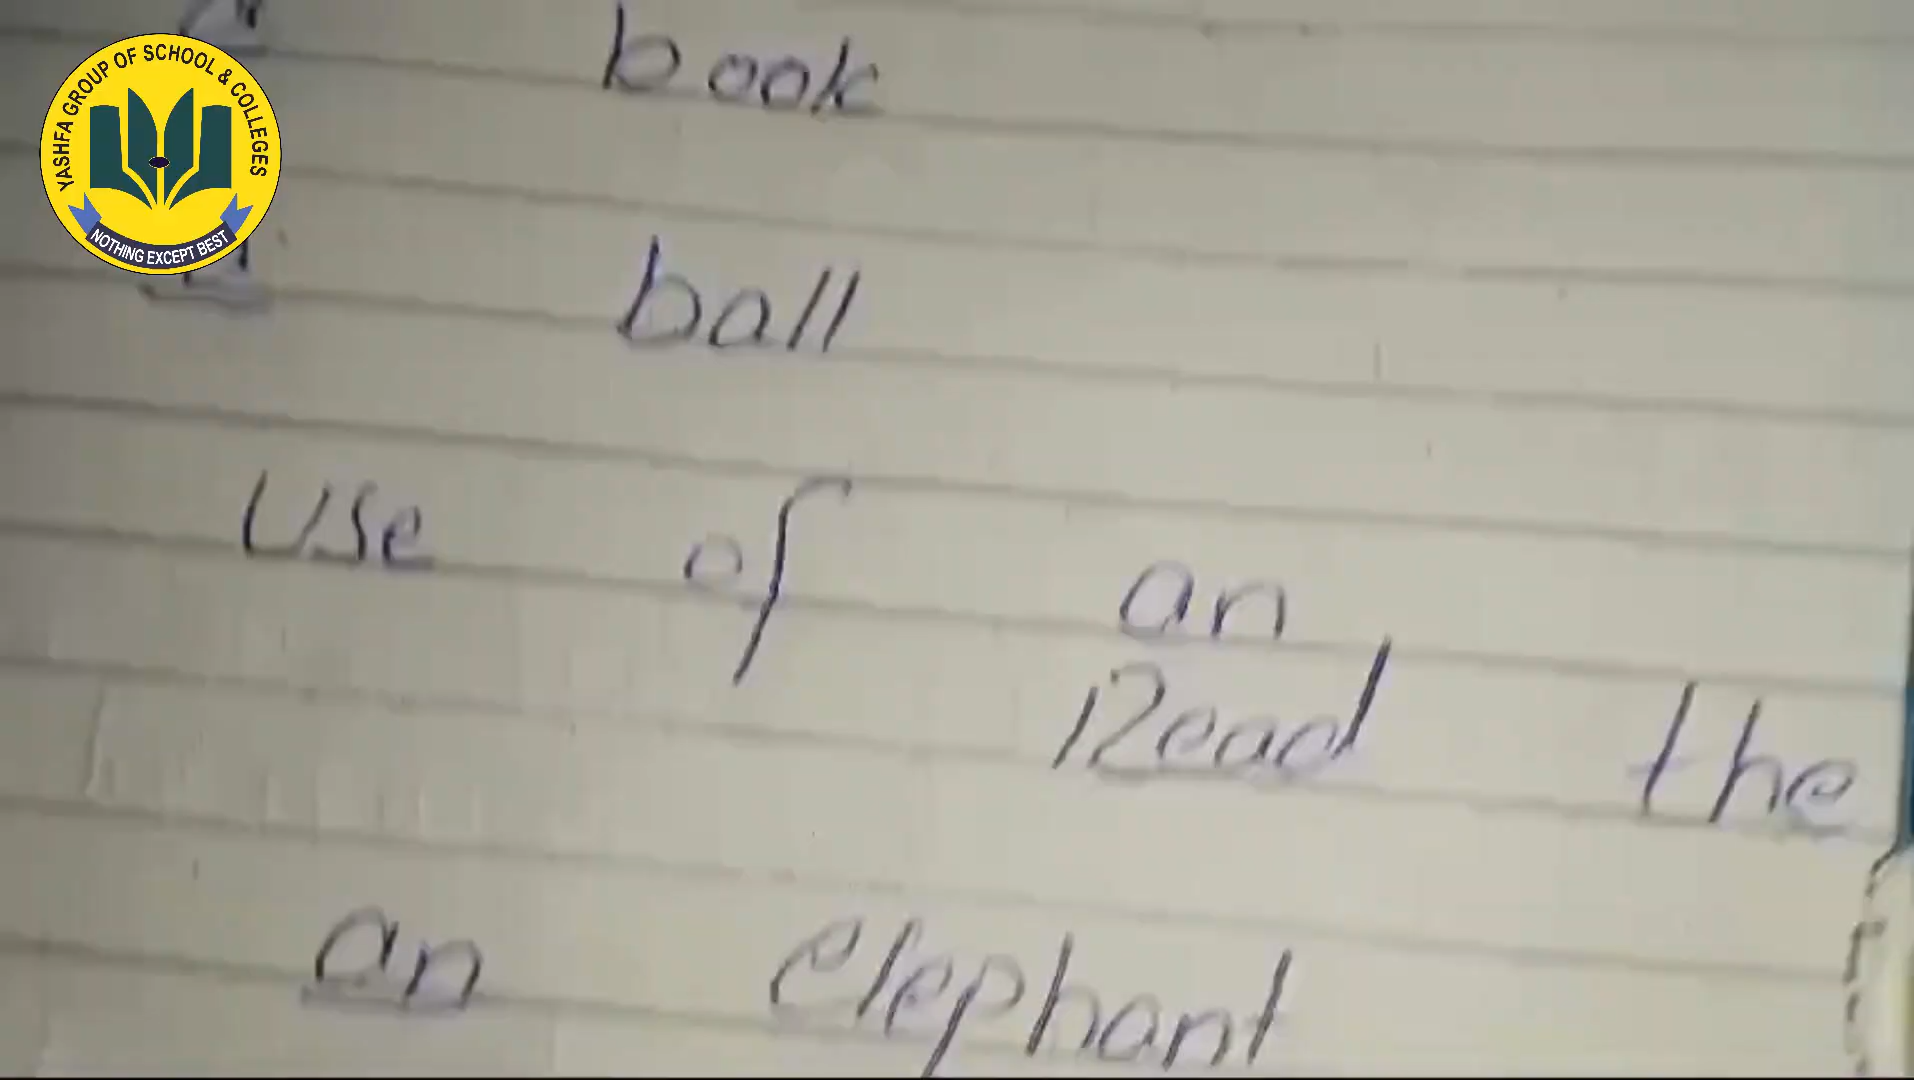 YASHFA GROUP OF SCHOOL & COLLEGES
NOTHING EXCEPT BEST
a book
a ball
Use of an
Read the
an elephant